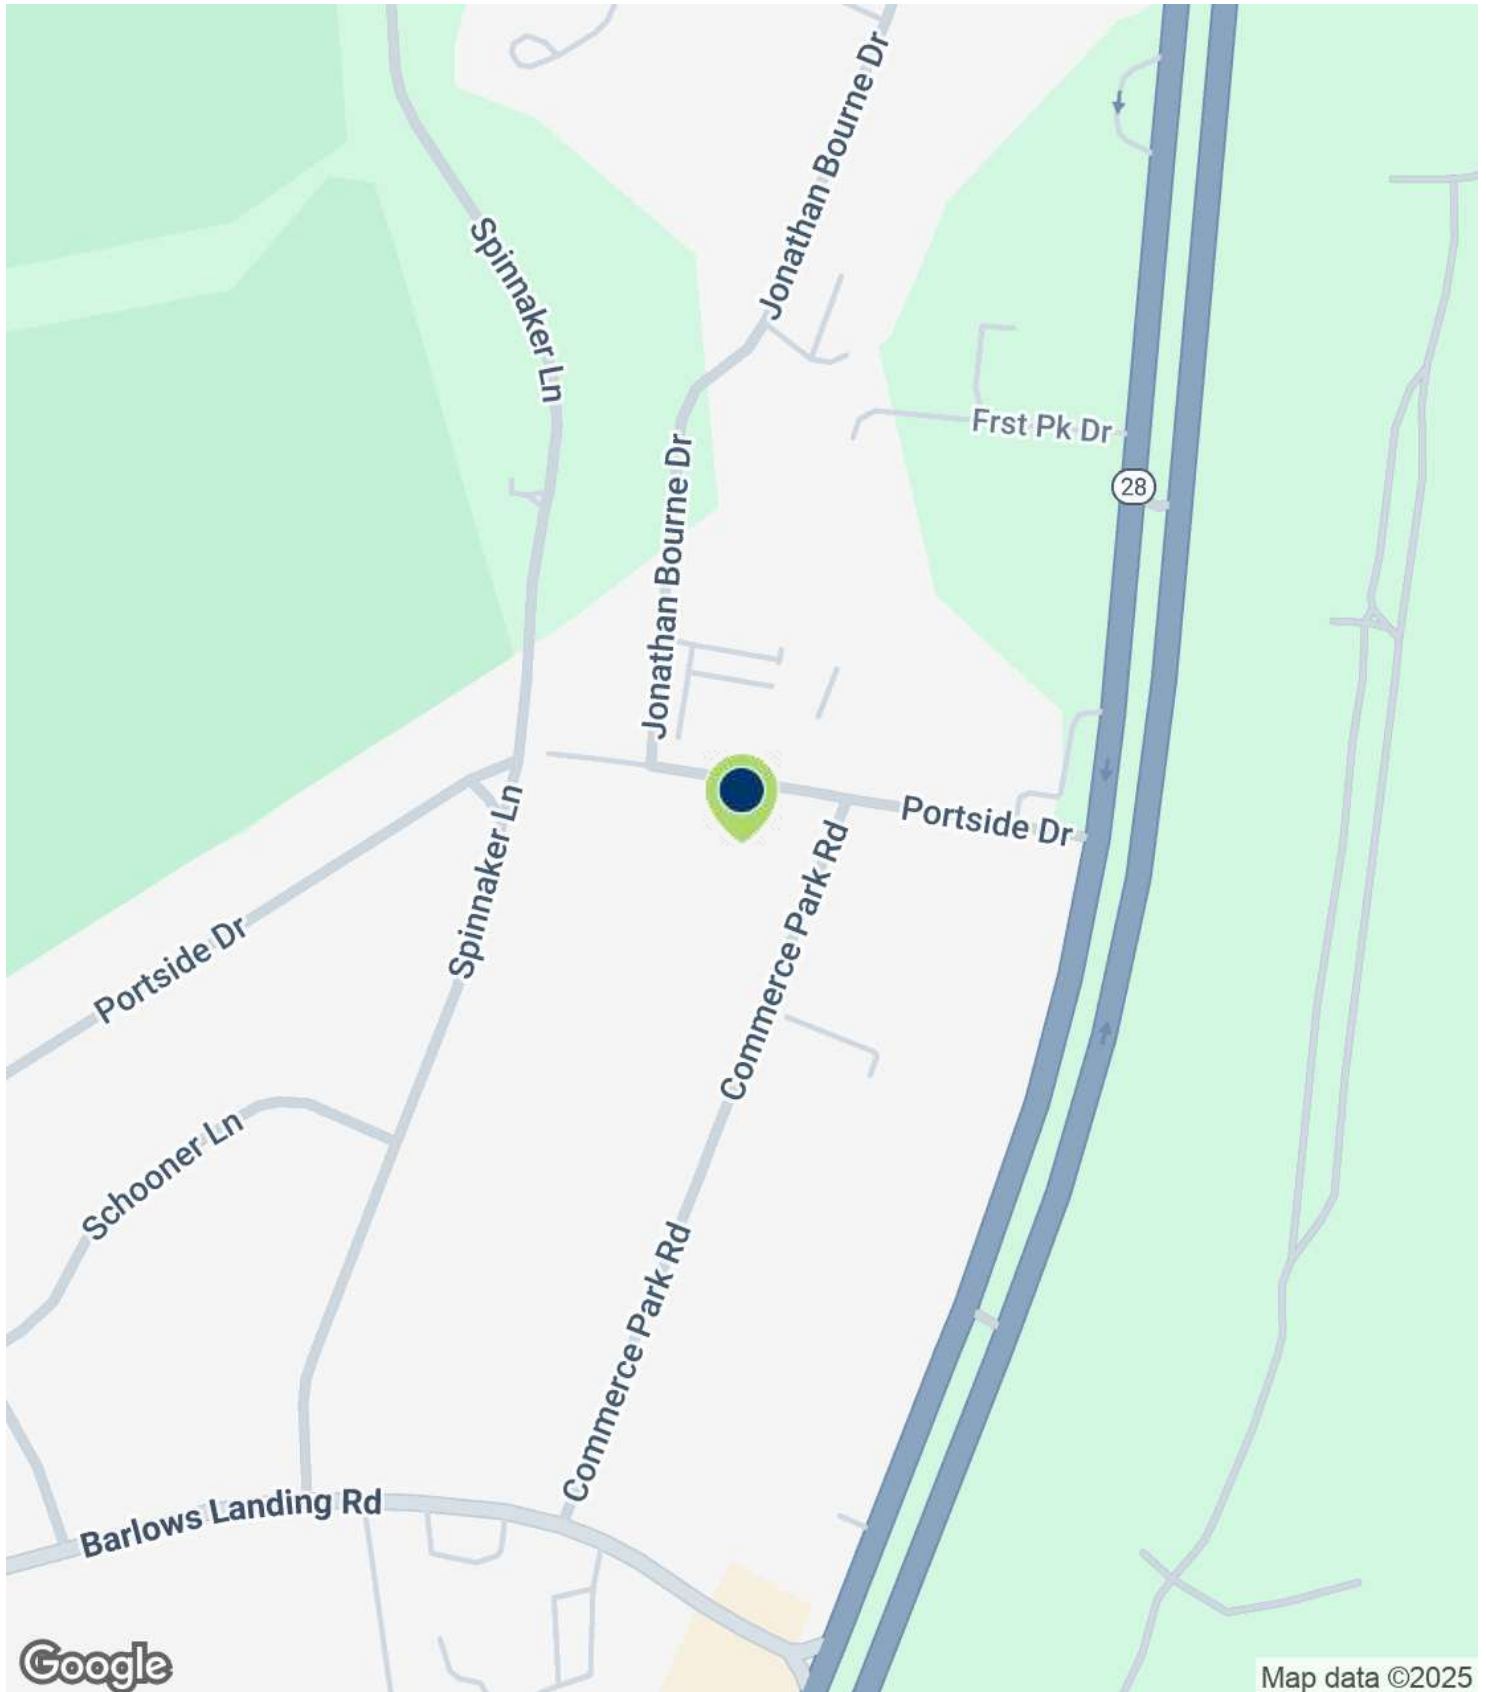 Jonathan Bourne Dr
Spinnaker Ln
Frst Pk Dr
28
Jonathan Bourne Dr
Portside Dr
Spinnaker Ln
Commerce Park Rd
Portside Dr
Schooner Ln
Commerce Park Rd
Barlows Landing Rd
Google
Map data ©2025